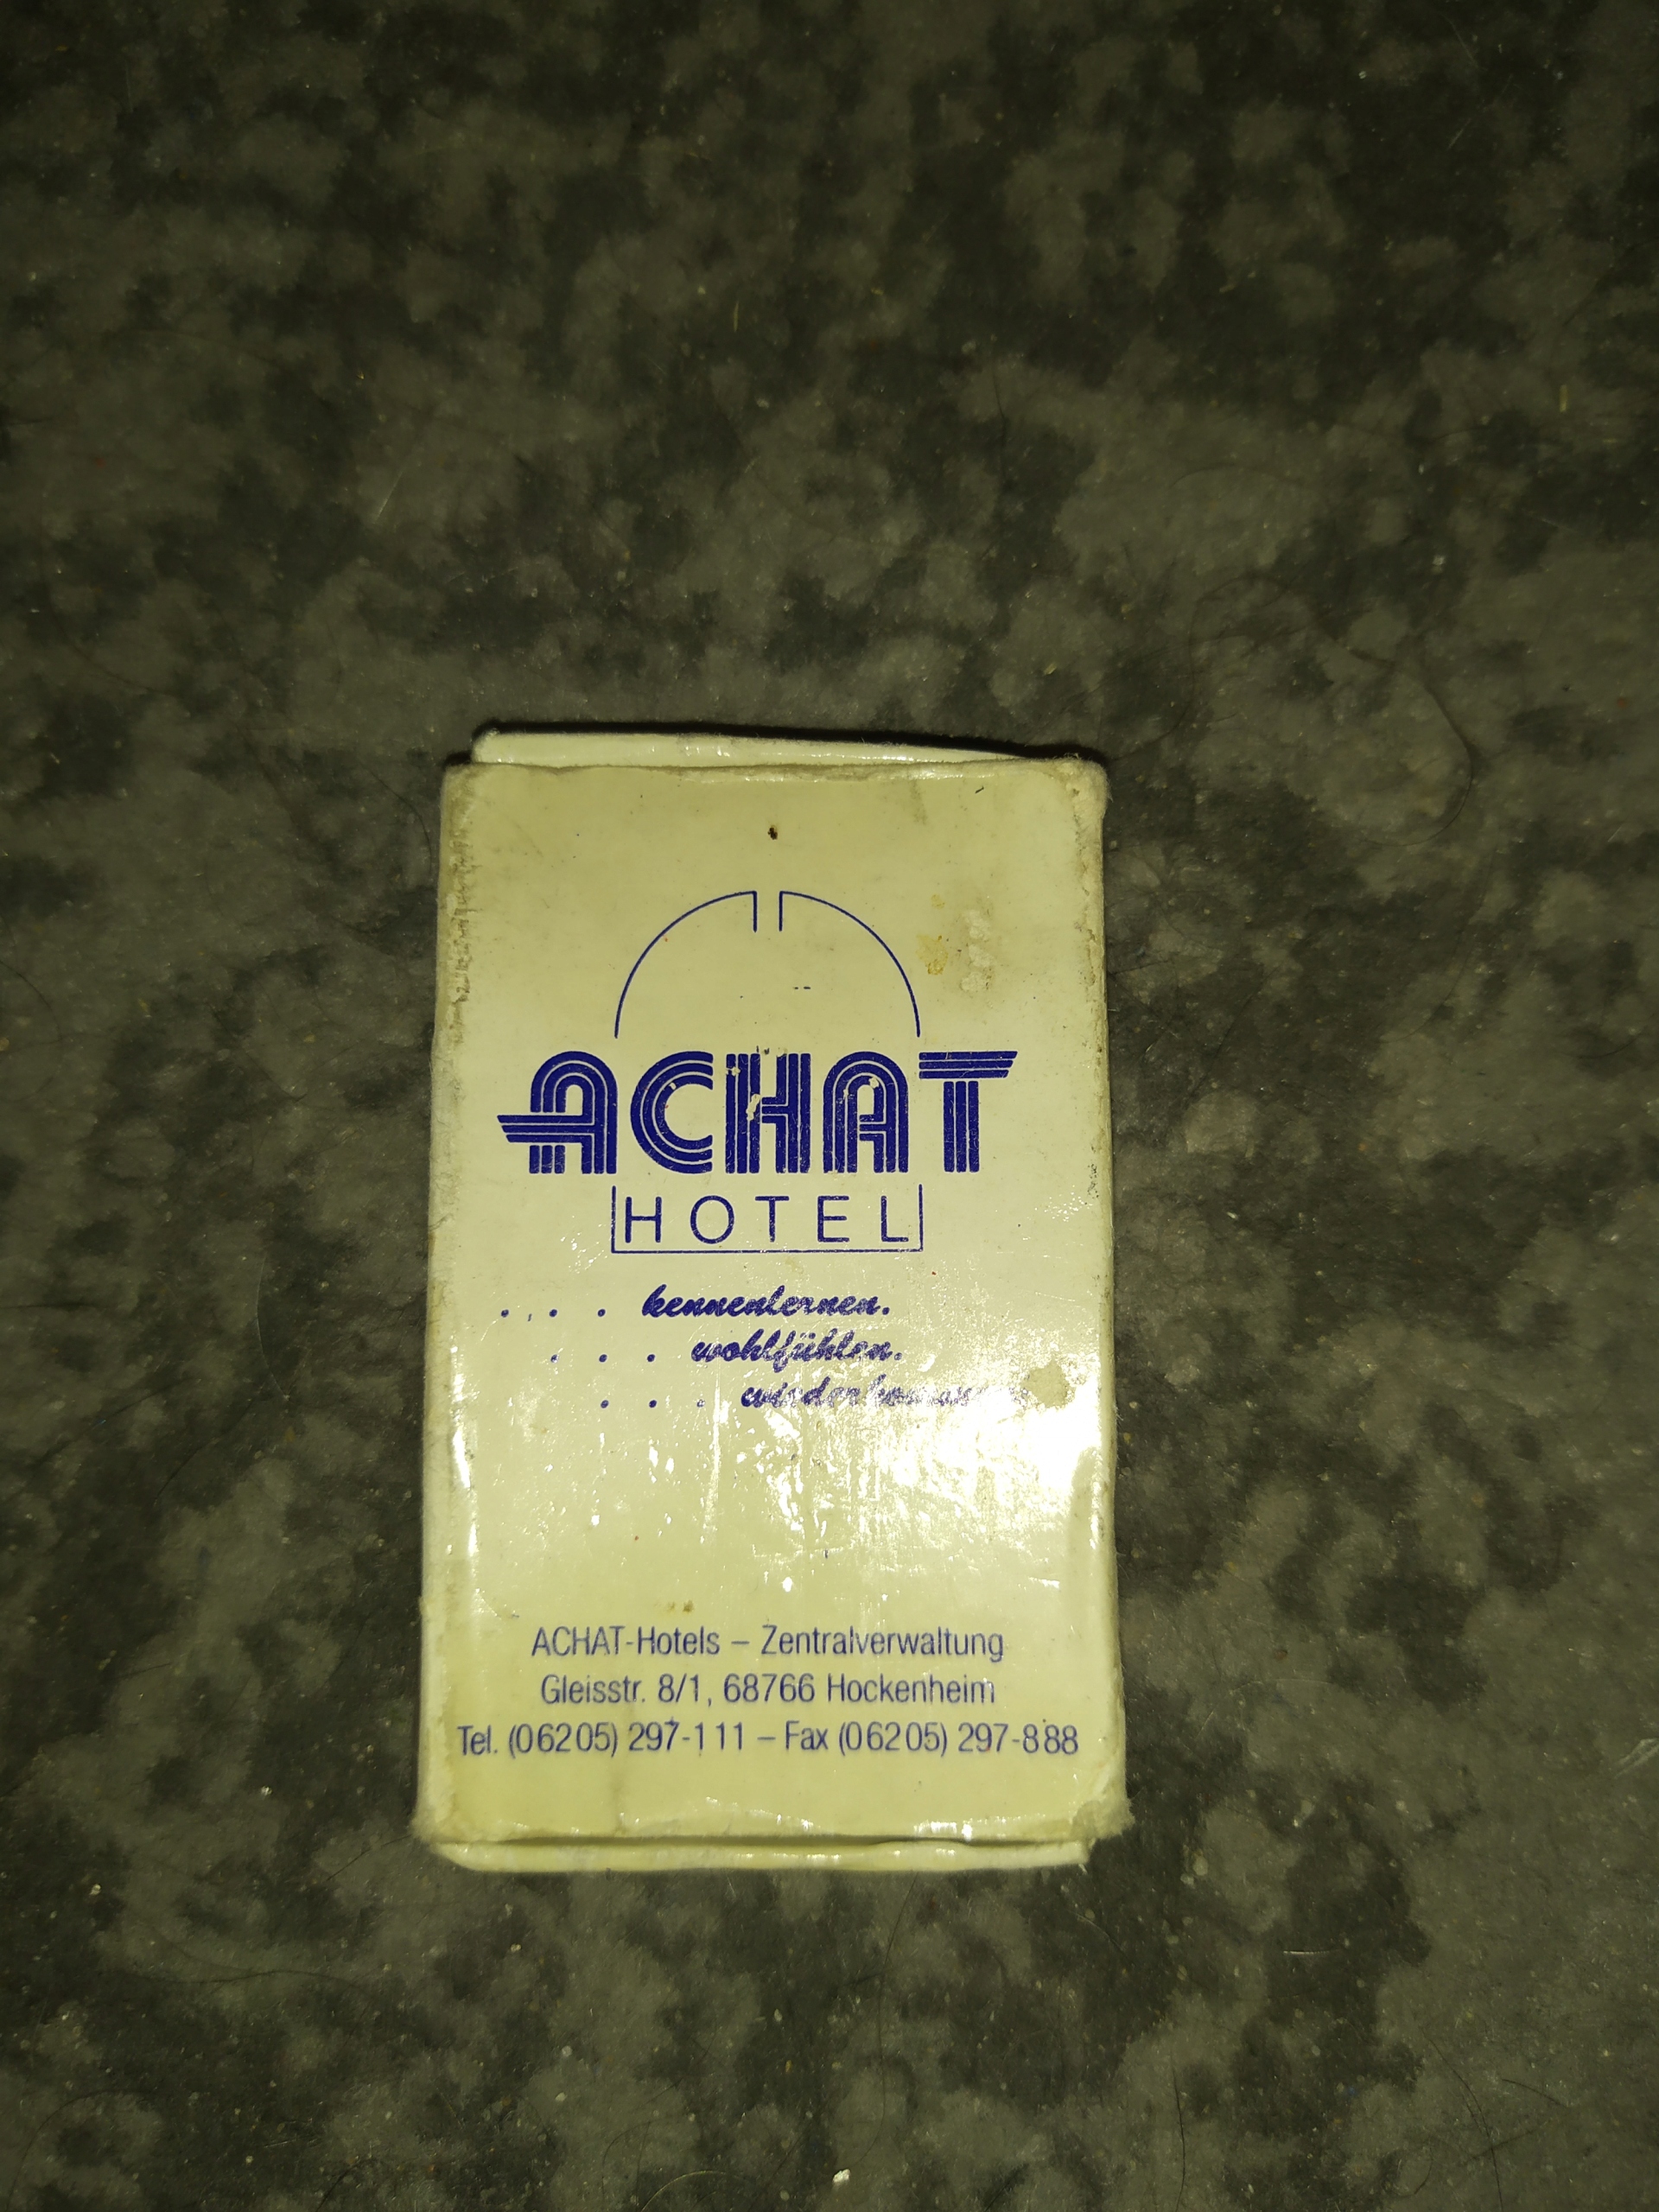 ACHAT
HOTEL
. . . . kennenlernen.
. . . wohlfühlen.
. . .
ACHAT-Hotels – Zentralverwaltung
Gleisstr. 8/1, 68766 Hockenheim
Tel. (06205) 297-111 – Fax (06205) 297-888